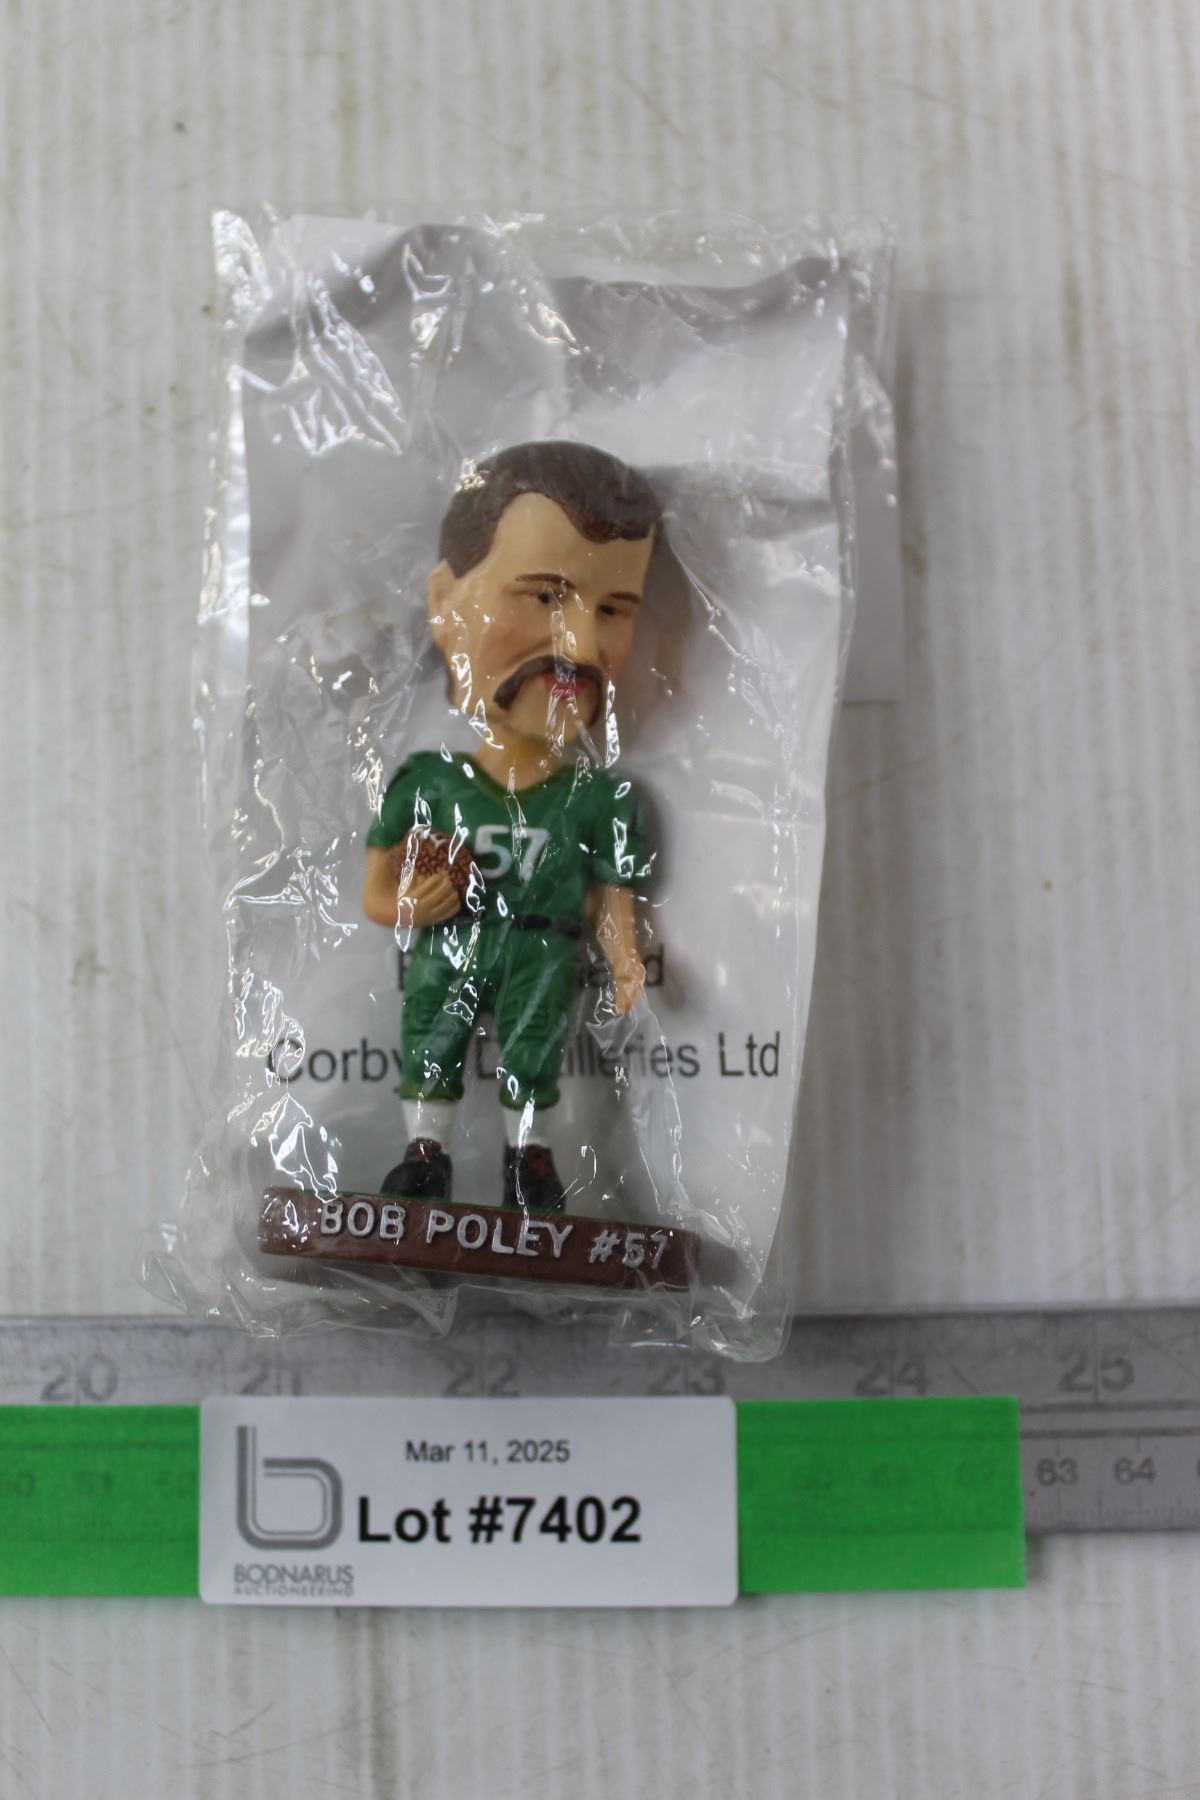 57
Corby Distilleries Ltd
BOB POLEY #57
20 21 22 23 24 25
63 64
Mar 11, 2025
Lot #7402
BODNARUS
AUCTIONEERING